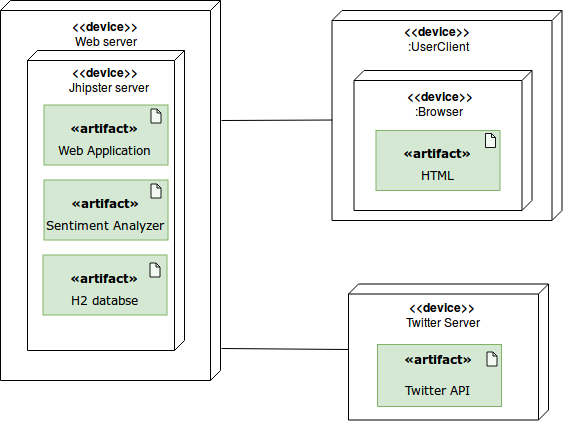 <<device>>
Web server
<<device>>
Jhipster server
«artifact»
Web Application
«artifact»
Sentiment Analyzer
«artifact»
H2 databse
<<device>>
:UserClient
<<device>>
:Browser
«artifact»
HTML
<<device>>
Twitter Server
«artifact»
Twitter API